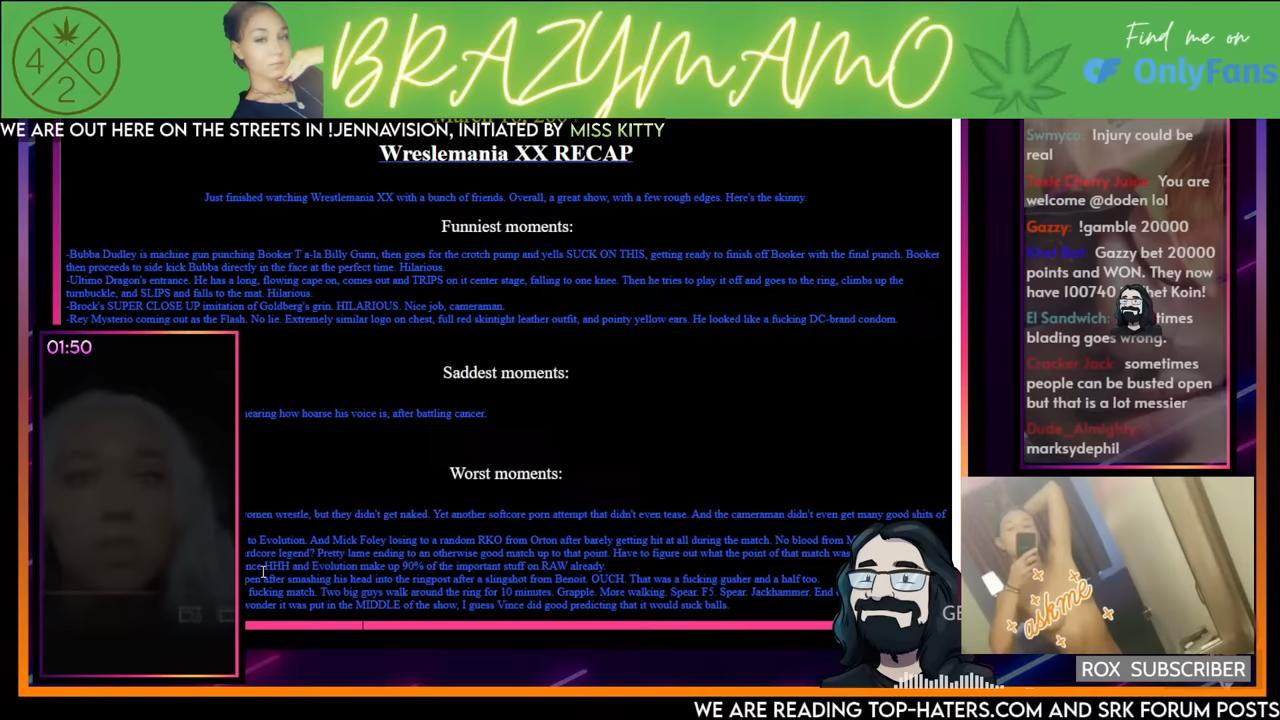 4 20
BRAZYMAMO
Find me on
OnlyFans
WE ARE OUT HERE ON THE STREETS IN !JENNAVISION, INITIATED BY MISS KITTY
Wreslemania XX RECAP
Just finished watching Wrestlemania XX with a bunch of friends. Overall, a great show, with a few rough edges. Here's the skinny.
Funniest moments:
-Bubba Dudley is machine gun punching Booker T a-la Billy Gunn, then goes for the crotch pump and yells SUCK ON THIS, getting ready to finish off Booker with the final punch. Booker
then proceeds to side kick Bubba directly in the face at the perfect time. Hilarious.
-Ultimo Dragon's entrance. He has a long, flowing cape on, comes out and TRIPS on it center stage, falling to one knee. Then he tries to play it off and goes to the ring, climbs up the
turnbuckle, and SLIPS and falls to the mat. Hilarious.
-Brock's SUPER CLOSE UP imitation of Goldberg's grin. HILARIOUS. Nice job, cameraman.
-Rey Mysterio coming out as the Flash. No lie. Extremely similar logo on chest, full red skintight leather outfit, and pointy yellow ears. He looked like a fucking DC-brand condom.
01:50
Saddest moments:
hearing how hoarse his voice is, after battling cancer.
Worst moments:
women wrestle, but they didn't get naked. Yet another softcore porn attempt that didn't even tease. And the cameraman didn't even get many good shits of
to Evolution. And Mick Foley losing to a random RKO from Orton after barely getting hit at all during the match. No blood from
legend? Pretty lame ending to an otherwise good match up to that point. Have to figure out what the point of that match was
HHH and Evolution make up 90% of the important stuff on RAW already.
after smashing his head into the ringpost after a slingshot from Benoit. OUCH. That was a fucking gusher and a half too.
fucking match. Two big guys walk around the ring for 10 minutes. Grapple. More walking. Spear. F5. Spear. Jackhammer. End
wonder it was put in the MIDDLE of the show, I guess Vince did good predicting that it would suck balls.
Swmyco: Injury could be
real
Toxic Cherry Juice: You are
welcome @doden lol
Gazzy: !gamble 20000
Khet Bot: Gazzy bet 20000
points and WON. They now
have 100740 Khet Koin!
El Sandwich: times
blading goes wrong.
Cracker Jack: sometimes
people can be busted open
but that is a lot messier
Dude_Almighty:
marksydephil
askme
ROX SUBSCRIBER
WE ARE READING TOP-HATERS.COM AND SRK FORUM POSTS